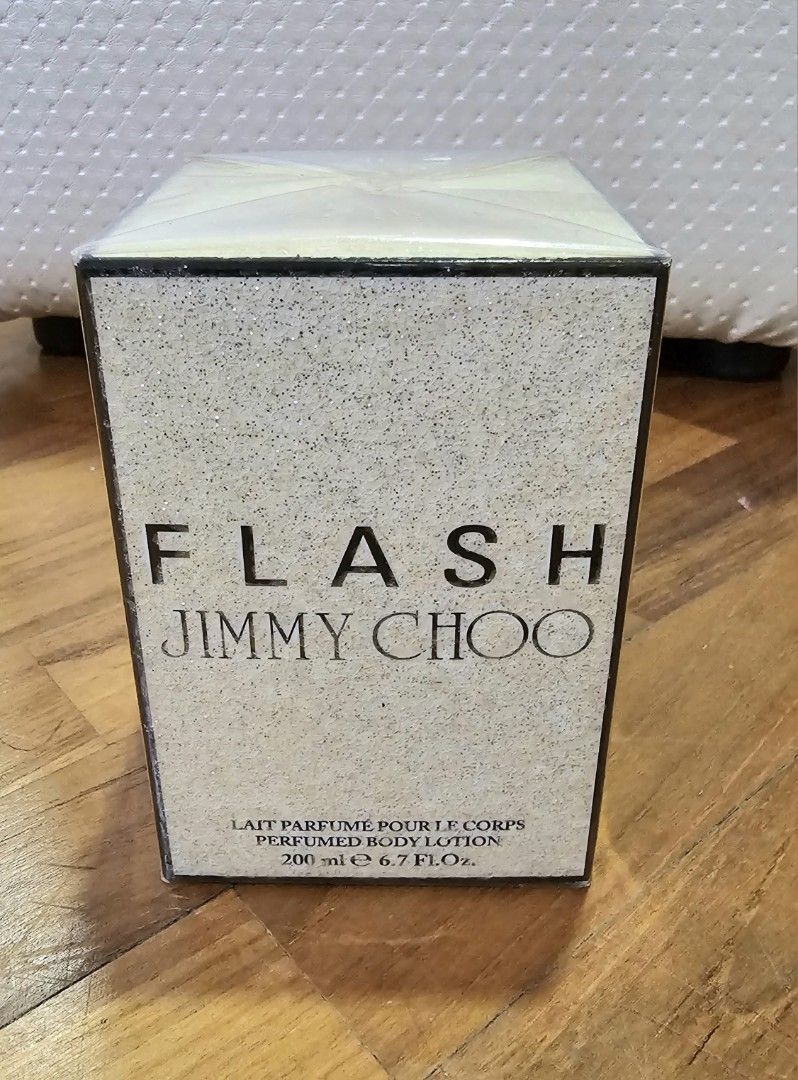 FLASH
JIMMY CHOO
LAIT PARFUMÉ POUR LE CORPS
PERFUMED BODY LOTION
200 ml ℮ 6.7 Fl.Oz.